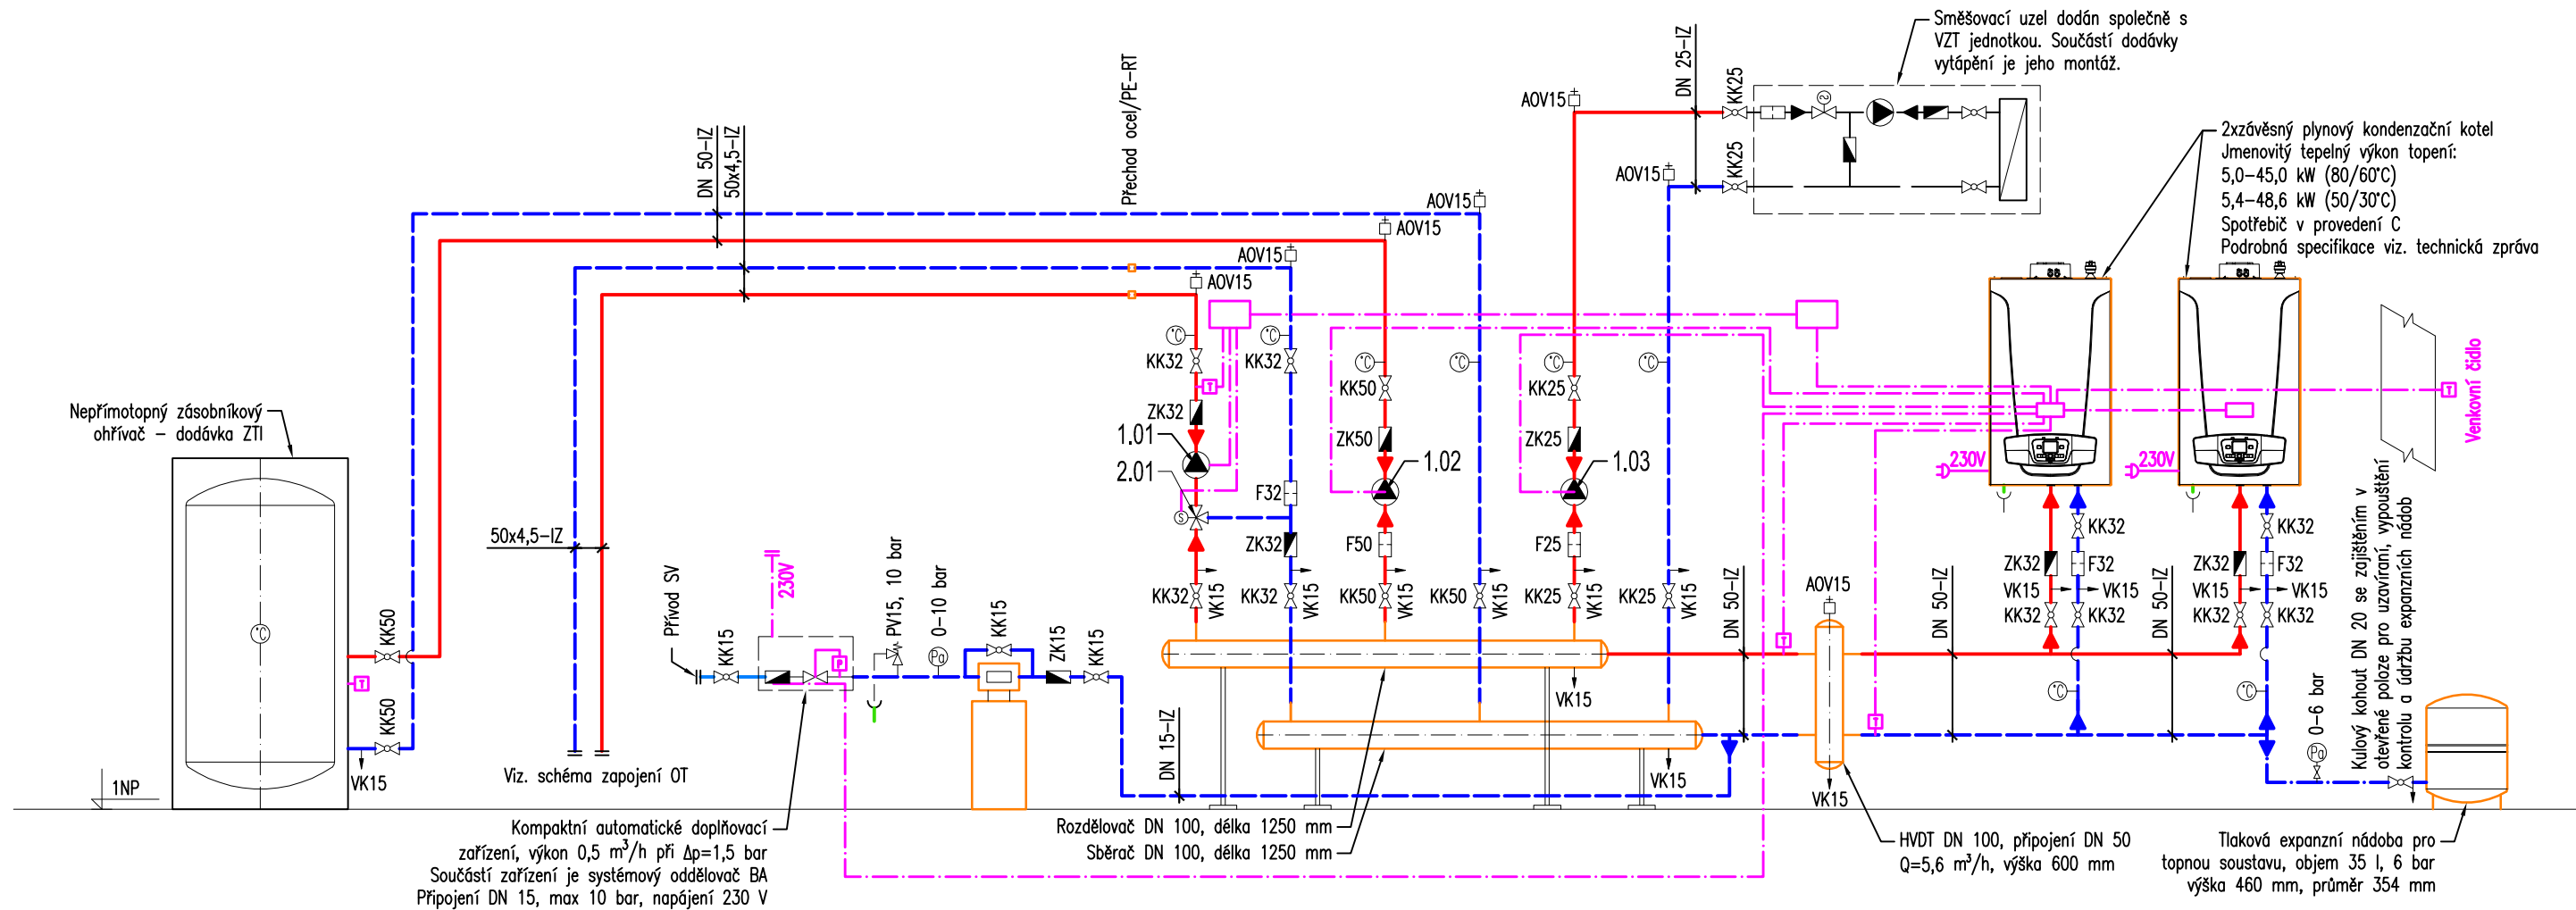 Směšovací uzel dodán společně s
VZT jednotkou. Součástí dodávky
vytápění je jeho montáž.
DN 25-IZ
KK25
KK25
AOV15
AOV15
AOV15
AOV15
AOV15
AOV15
Přechod ocel/PE-RT
DN 50-IZ
50x4,5-IZ
2xzávěsný plynový kondenzační kotel
Jmenovitý tepelný výkon topení:
5,0-45,0 kW (80/60°C)
5,4-48,6 kW (50/30°C)
Spotřebič v provedení C
Podrobná specifikace viz. technická zpráva
Venkovní čidlo
T
Nepřímotopný zásobníkový
ohřívač - dodávka ZTI
°C
KK50
T
KK50
VK15
1NP
50x4,5-IZ
Viz. schéma zapojení OT
°C
°C
°C
°C
°C
°C
KK32
KK32
KK50
KK25
T
ZK32
ZK50
ZK25
1.01
2.01
1.02
1.03
S
F32
ZK32
F50
F25
KK32
VK15
KK32
VK15
KK50
VK15
KK50
VK15
KK25
VK15
KK25
VK15
230V
230V
KK32
KK32
ZK32
F32
ZK32
F32
VK15
VK15
VK15
VK15
KK32
KK32
KK32
KK32
°C
°C
Přívod SV
KK15
230V
P
PV15, 10 bar
Pa
0-10 bar
KK15
ZK15
KK15
DN 15-IZ
VK15
VK15
DN 50-IZ
T
AOV15
VK15
T
DN 50-IZ
DN 50-IZ
Kulový kohout DN 20 se zajištěním v
otevřené poloze pro uzavíraní, vypouštění
kontrolu a údržbu expanzních nádob
Pa
0-6 bar
Kompaktní automatické doplňovací
zařízení, výkon 0,5 m³/h při Δp=1,5 bar
Součástí zařízení je systémový oddělovač BA
Připojení DN 15, max 10 bar, napájení 230 V
Rozdělovač DN 100, délka 1250 mm
Sběrač DN 100, délka 1250 mm
HVDT DN 100, připojení DN 50
Q=5,6 m³/h, výška 600 mm
Tlaková expanzní nádoba pro
topnou soustavu, objem 35 l, 6 bar
výška 460 mm, průměr 354 mm